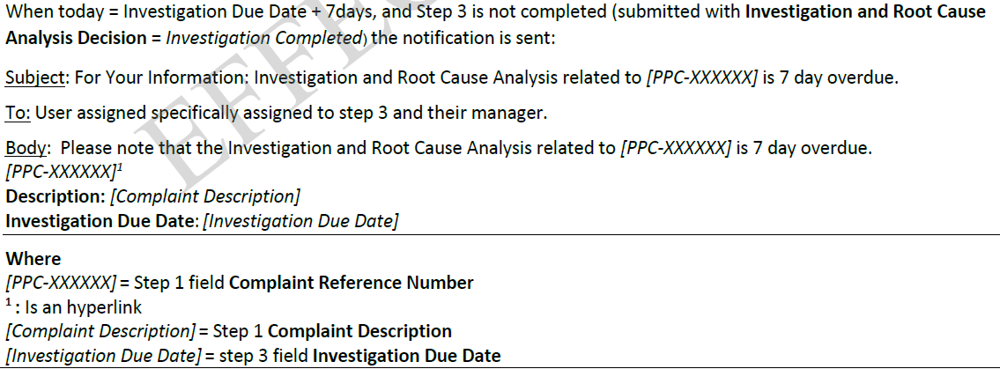 When today = Investigation Due Date + 7days, and Step 3 is not completed (submitted with Investigation and Root Cause
Analysis Decision = Investigation Completed) the notification is sent:
Subject: For Your Information: Investigation and Root Cause Analysis related to [PPC-XXXXXX] is 7 day overdue.
To: User assigned specifically assigned to step 3 and their manager.
Body: Please note that the Investigation and Root Cause Analysis related to [PPC-XXXXXX] is 7 day overdue.
[PPC-XXXXXX]¹
Description: [Complaint Description]
Investigation Due Date: [Investigation Due Date]
Where
[PPC-XXXXXX] = Step 1 field Complaint Reference Number
¹ : Is an hyperlink
[Complaint Description] = Step 1 Complaint Description
[Investigation Due Date] = step 3 field Investigation Due Date